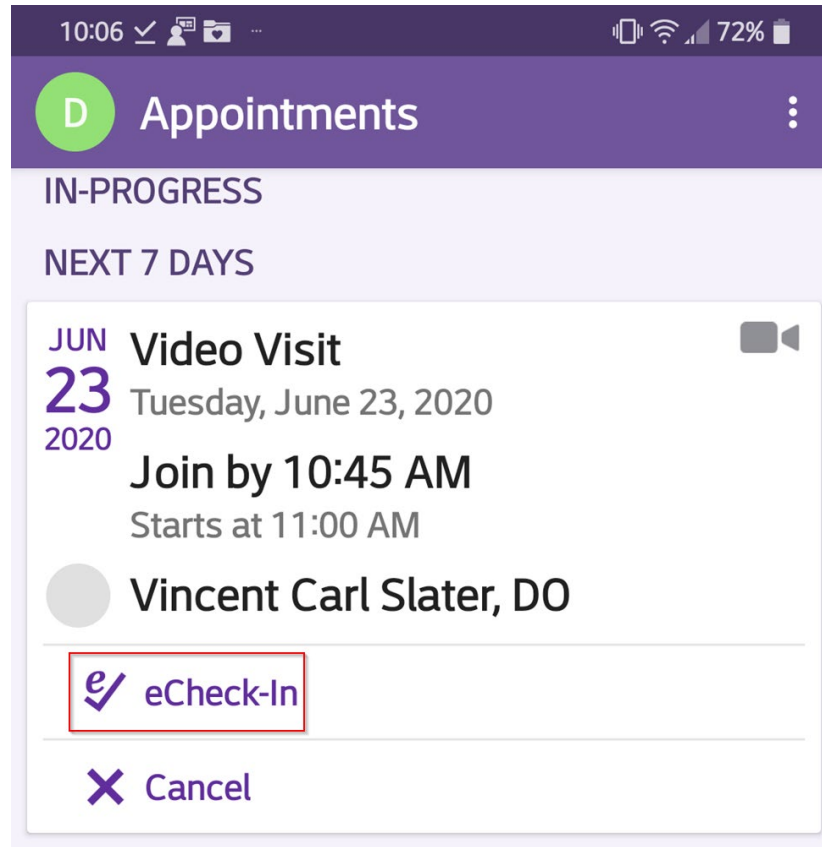 10:06 72%
D Appointments
IN-PROGRESS
NEXT 7 DAYS
JUN
23
2020
Video Visit
Tuesday, June 23, 2020
Join by 10:45 AM
Starts at 11:00 AM
Vincent Carl Slater, DO
eCheck-In
Cancel